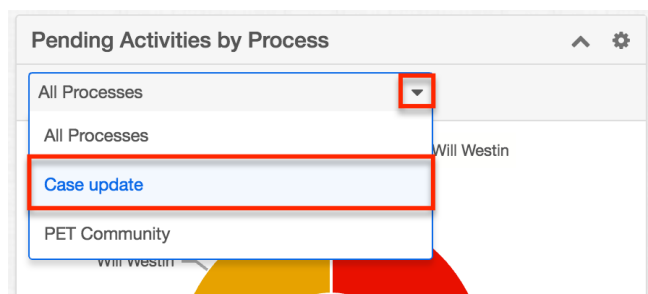 Pending Activities by Process
All Processes
All Processes
Will Westin
Case update
PET Community
Will Westin